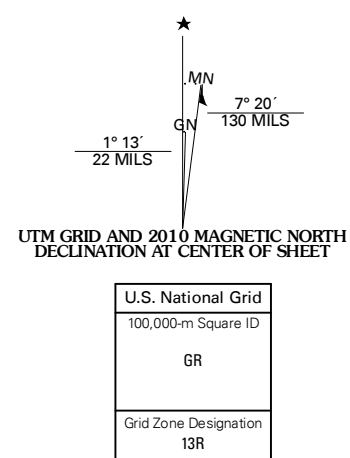 MN
7° 20´
130 MILS
GN
1° 13´
22 MILS
UTM GRID AND 2010 MAGNETIC NORTH
DECLINATION AT CENTER OF SHEET
U.S. National Grid
100,000-m Square ID
GR
Grid Zone Designation
13R